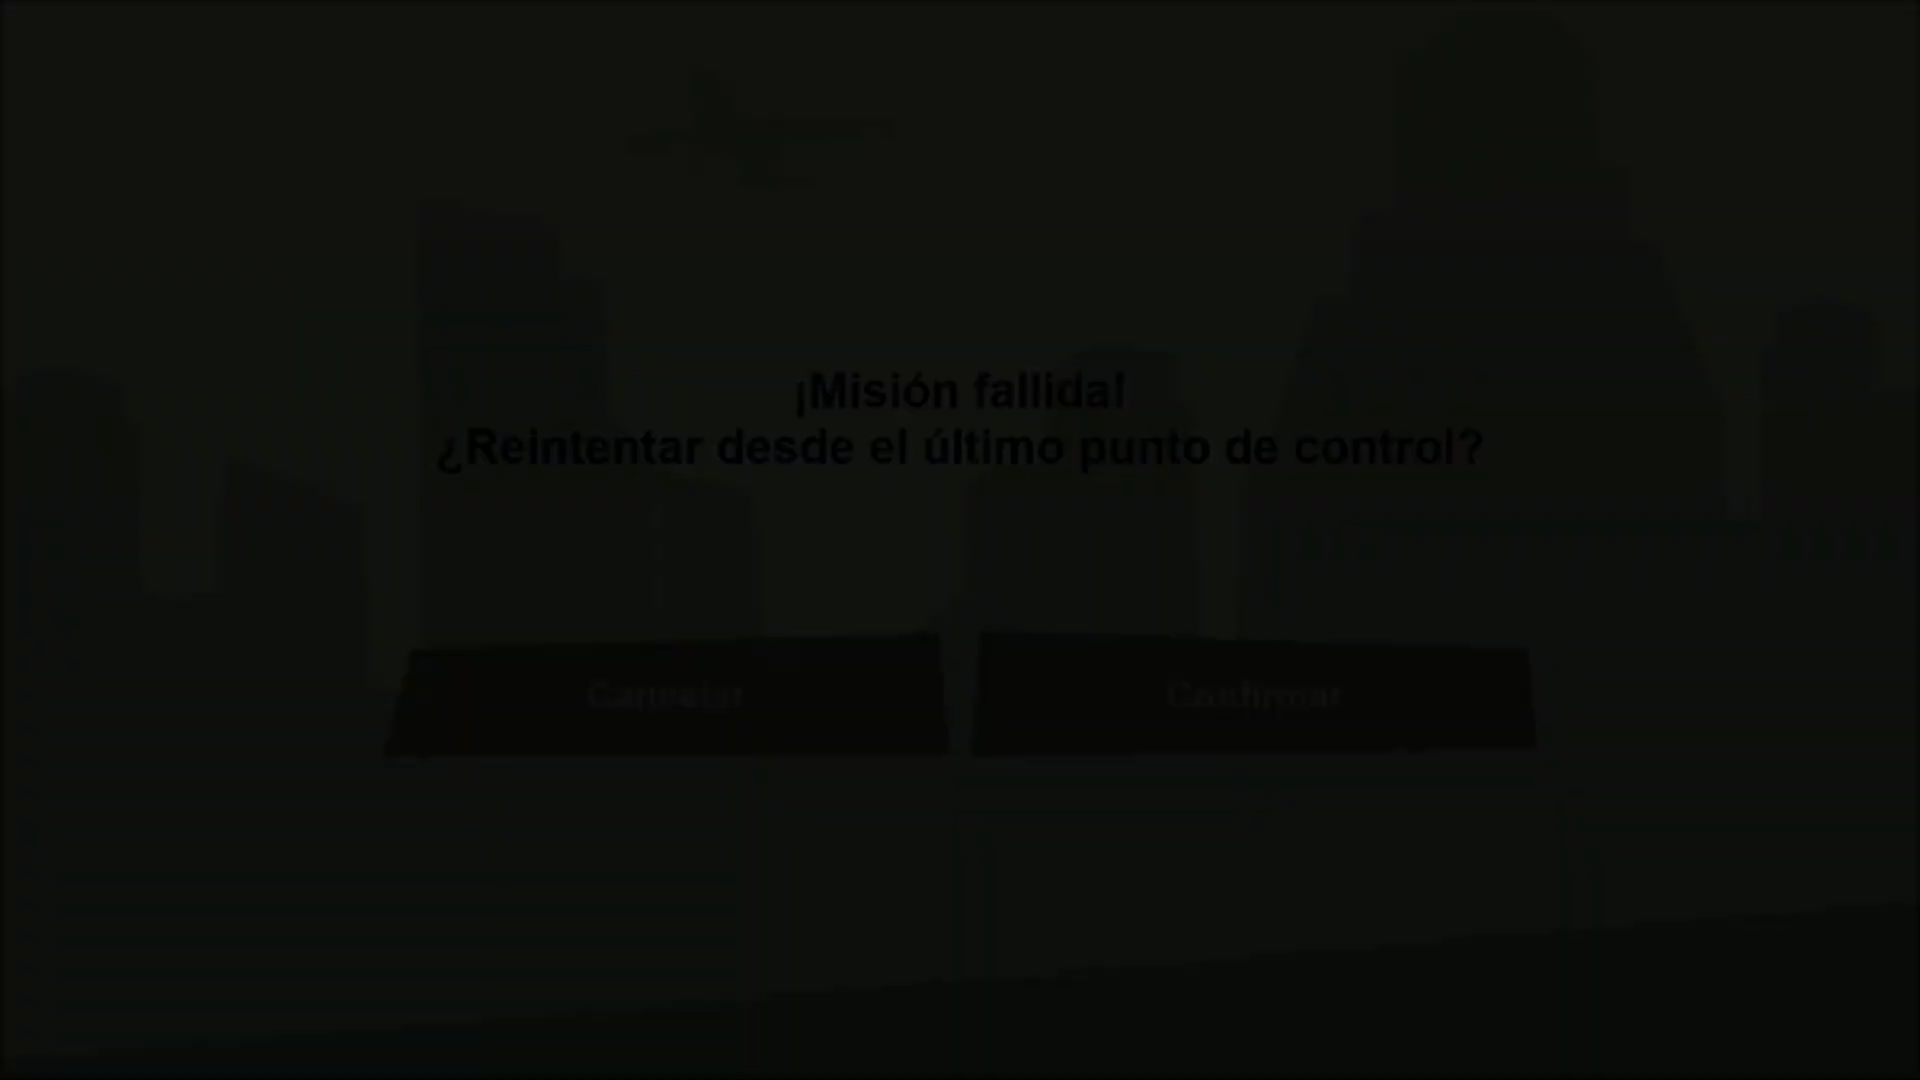 ¡Misión fallida!
¿Reintentar desde el último punto de control?
Cancelar
Confirmar